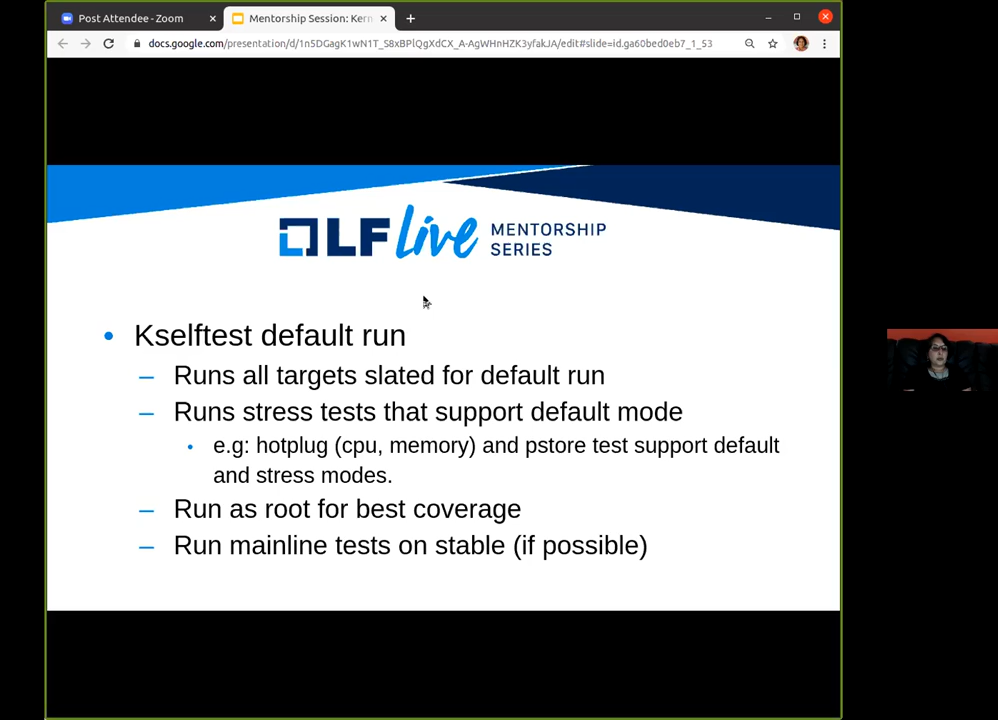 Post Attendee - Zoom
Mentorship Session: Kern
docs.google.com/presentation/d/1n5DGagK1wN1T_S8xBPlQgXdCX_A-AgWHnHZK3yfakJA/edit#slide=id.ga60bed0eb7_1_53
LF live MENTORSHIP
SERIES
• Kselftest default run
– Runs all targets slated for default run
– Runs stress tests that support default mode
• e.g: hotplug (cpu, memory) and pstore test support default
and stress modes.
– Run as root for best coverage
– Run mainline tests on stable (if possible)